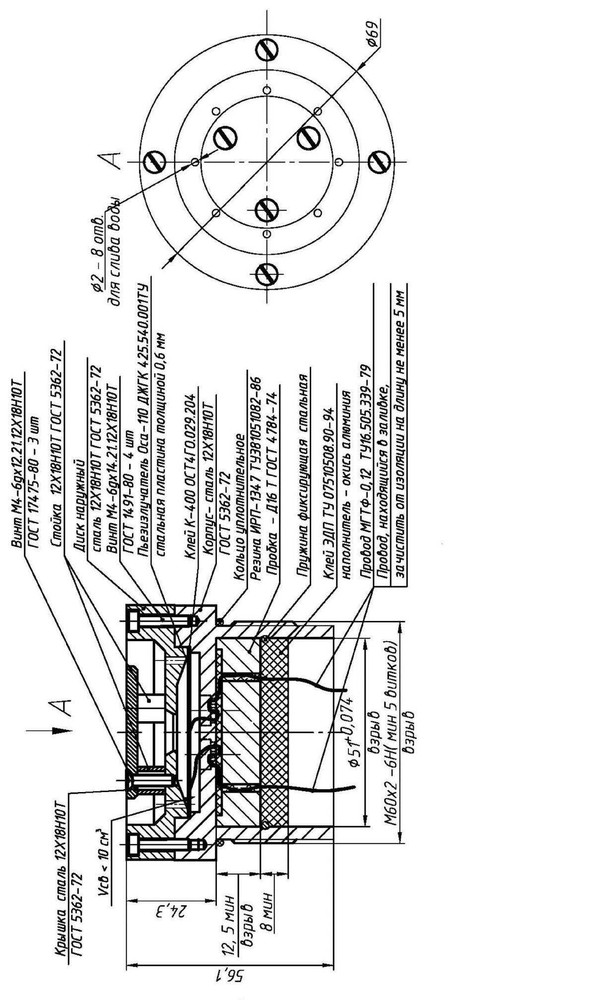 Винт М4-6gх12.21.12Х18Н10Т
ГОСТ 17475-80 - 3 шт
Стойка 12Х18Н10Т ГОСТ 5362-72
Диск наружный
сталь 12Х18Н10Т ГОСТ 5362-72
Винт М4-6gх14.21.12Х18Н10Т
ГОСТ 1491-80 - 4 шт
Пьезизлучатель Оса-110 ДЖГК 425.540.001ТУ
стальная пластина толщиной 0,6 мм
Клей К-400 ОСТ4ГО.029.204
Корпус- сталь 12Х18Н10Т
ГОСТ 5362-72
Кольцо уплотнительное
Резина ИРП-1347 ТУ381051082-86
Пробка - Д16 Т ГОСТ 4784-74
Пружина фиксирующая стальная
Клей ЭДП ТУ 07510508.90-94
наполнитель - окись алюминия
Провод МГТФ-0,12 ТУ16.505.339-79
Провод, находящийся в заливке,
зачистить от изоляции на длину не менее 5 мм
Крышка сталь 12Х18Н10Т
ГОСТ 5362-72
Vсв < 10 см³
А
24,3
12,5 мин
взрыв
8 мин
56,1
ϕ51+0,074
взрыв
М60х2 -6Н( мин 5 витков)
взрыв
А
ϕ2 - 8 отв.
для слива воды
ϕ69